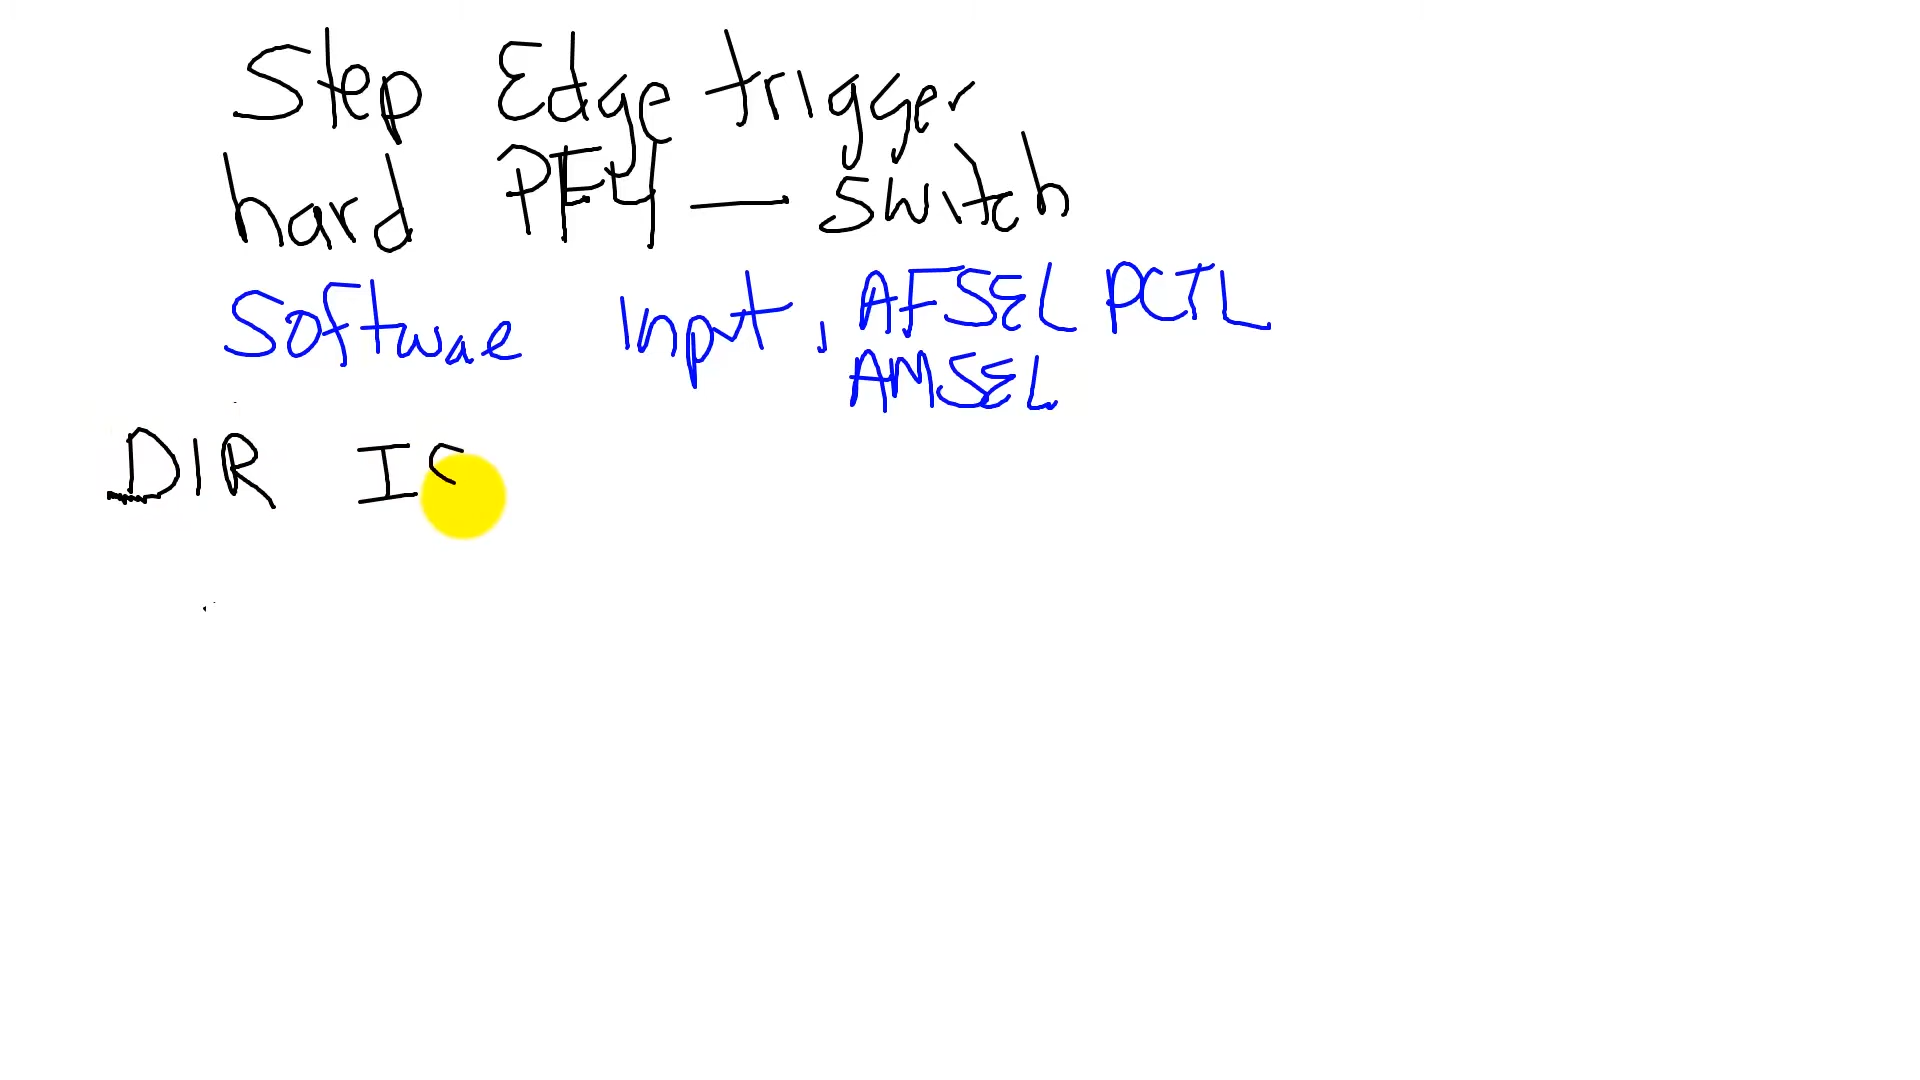 Step Edge trigger
hard PF4 — Switch
Softwae Input, AFSEL PCTL
AMSEL
DIR IS